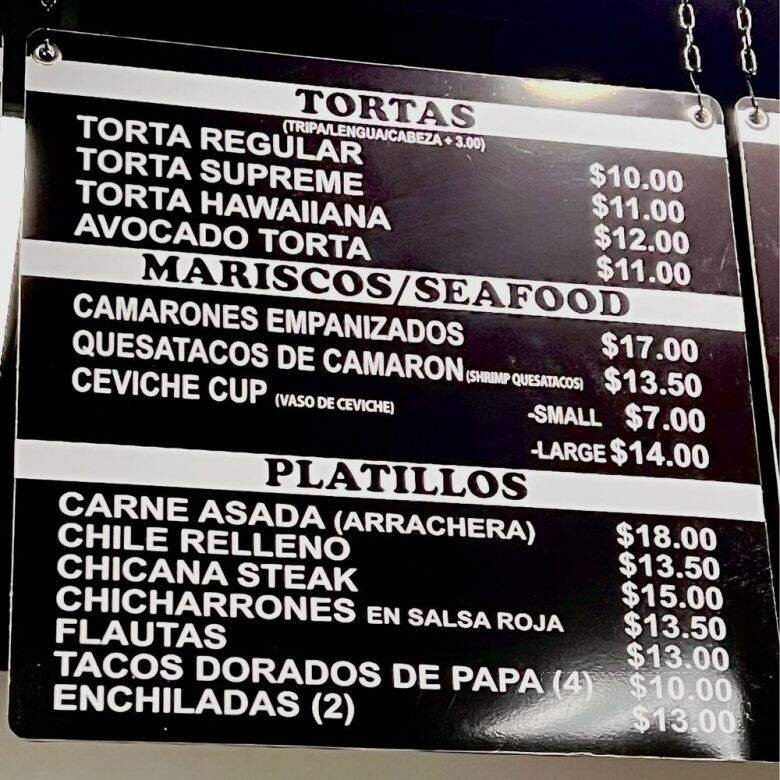 TORTAS
(TRIPA/LENGUA/CABEZA + 3.00)
TORTA REGULAR $10.00
TORTA SUPREME $11.00
TORTA HAWAIIANA $12.00
AVOCADO TORTA $11.00
MARISCOS/SEAFOOD
CAMARONES EMPANIZADOS $17.00
QUESATACOS DE CAMARON (SHRIMP QUESATACOS) $13.50
CEVICHE CUP (VASO DE CEVICHE) -SMALL $7.00
-LARGE $14.00
PLATILLOS
CARNE ASADA (ARRACHERA) $18.00
CHILE RELLENO $13.50
CHICANA STEAK $15.00
CHICHARRONES EN SALSA ROJA $13.50
FLAUTAS $13.00
TACOS DORADOS DE PAPA (4) $10.00
ENCHILADAS (2) $13.00